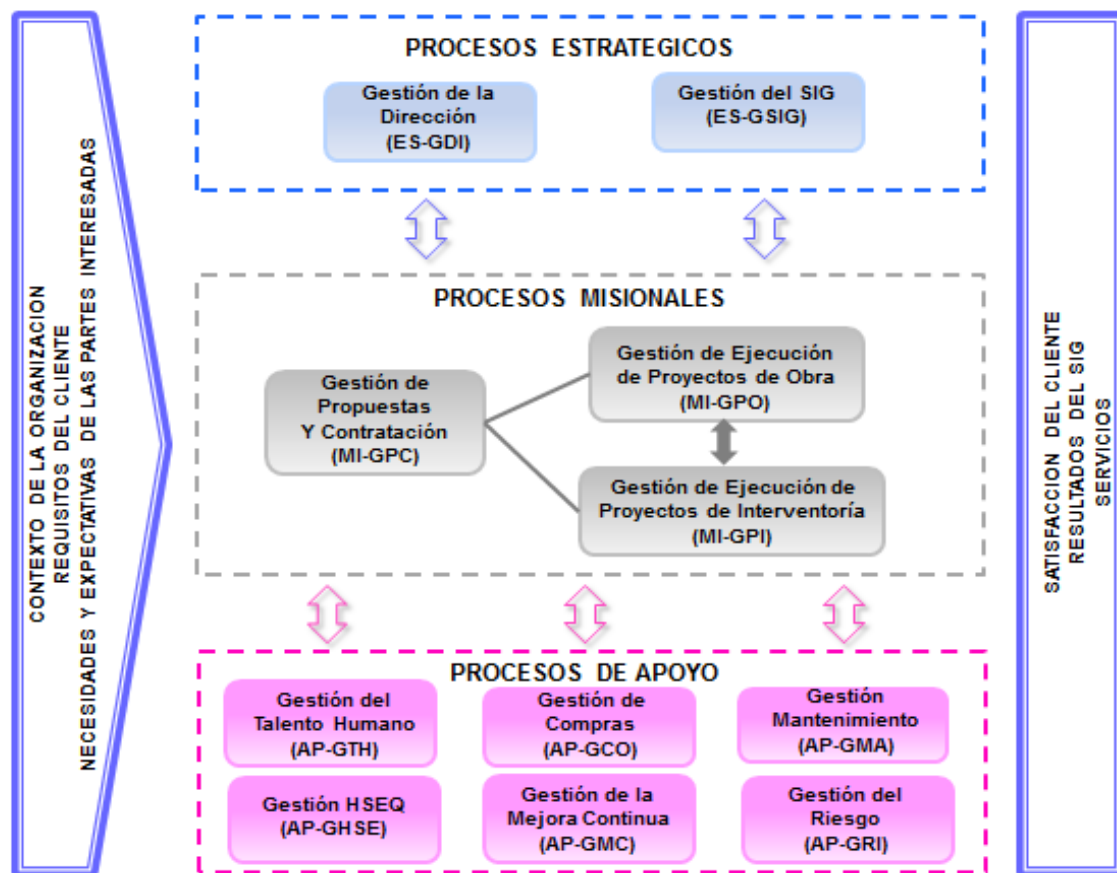 CONTEXTO DE LA ORGANIZACION
REQUISITOS DEL CLIENTE
NECESIDADES Y EXPECTATIVAS DE LAS PARTES INTERESADAS
PROCESOS ESTRATEGICOS
Gestión de la
Dirección
(ES-GDI)
Gestión del SIG
(ES-GSIG)
PROCESOS MISIONALES
Gestión de
Propuestas
Y Contratación
(MI-GPC)
Gestión de Ejecución
de Proyectos de Obra
(MI-GPO)
Gestión de Ejecución de
Proyectos de Interventoría
(MI-GPI)
PROCESOS DE APOYO
Gestión del
Talento Humano
(AP-GTH)
Gestión de
Compras
(AP-GCO)
Gestión
Mantenimiento
(AP-GMA)
Gestión HSEQ
(AP-GHSE)
Gestión de la
Mejora Continua
(AP-GMC)
Gestión del
Riesgo
(AP-GRI)
SATISFACCION DEL CLIENTE
RESULTADOS DEL SIG
SERVICIOS